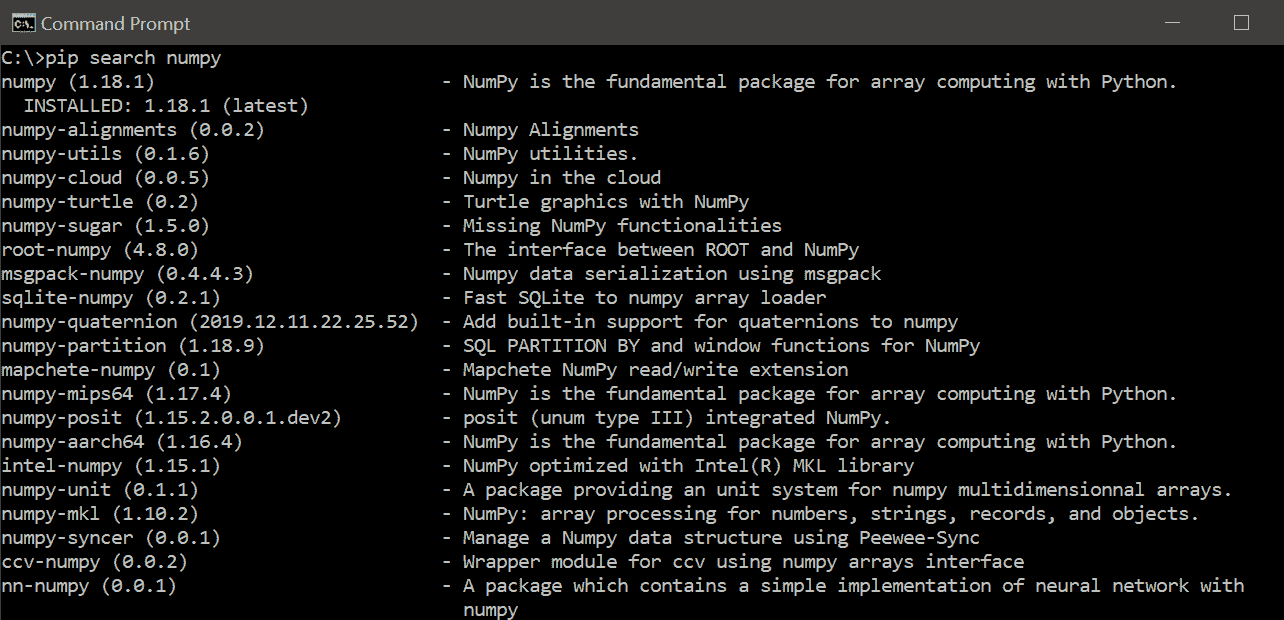 Command Prompt
C:\>pip search numpy
numpy (1.18.1) - NumPy is the fundamental package for array computing with Python.
INSTALLED: 1.18.1 (latest)
numpy-alignments (0.0.2) - Numpy Alignments
numpy-utils (0.1.6) - NumPy utilities.
numpy-cloud (0.0.5) - Numpy in the cloud
numpy-turtle (0.2) - Turtle graphics with NumPy
numpy-sugar (1.5.0) - Missing NumPy functionalities
root-numpy (4.8.0) - The interface between ROOT and NumPy
msgpack-numpy (0.4.4.3) - Numpy data serialization using msgpack
sqlite-numpy (0.2.1) - Fast SQLite to numpy array loader
numpy-quaternion (2019.12.11.22.25.52) - Add built-in support for quaternions to numpy
numpy-partition (1.18.9) - SQL PARTITION BY and window functions for NumPy
mapchete-numpy (0.1) - Mapchete NumPy read/write extension
numpy-mips64 (1.17.4) - NumPy is the fundamental package for array computing with Python.
numpy-posit (1.15.2.0.0.1.dev2) - posit (unum type III) integrated NumPy.
numpy-aarch64 (1.16.4) - NumPy is the fundamental package for array computing with Python.
intel-numpy (1.15.1) - NumPy optimized with Intel(R) MKL library
numpy-unit (0.1.1) - A package providing an unit system for numpy multidimensionnal arrays.
numpy-mkl (1.10.2) - NumPy: array processing for numbers, strings, records, and objects.
numpy-syncer (0.0.1) - Manage a Numpy data structure using Peewee-Sync
ccv-numpy (0.0.2) - Wrapper module for ccv using numpy arrays interface
nn-numpy (0.0.1) - A package which contains a simple implementation of neural network with
numpy